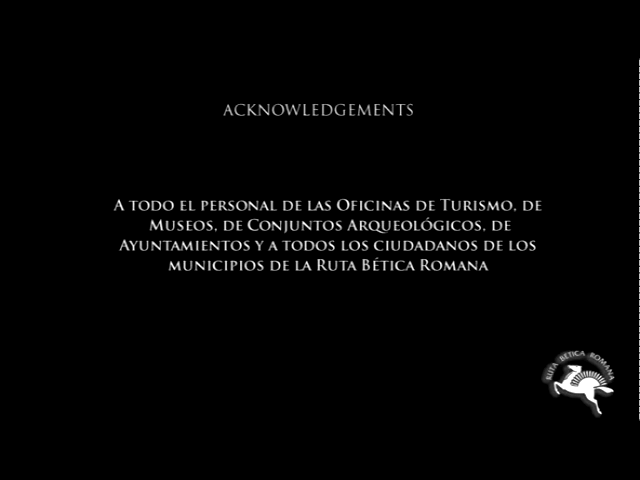 ACKNOWLEDGEMENTS
A TODO EL PERSONAL DE LAS OFICINAS DE TURISMO, DE
MUSEOS, DE CONJUNTOS ARQUEOLÓGICOS, DE
AYUNTAMIENTOS Y A TODOS LOS CIUDADANOS DE LOS
MUNICIPIOS DE LA RUTA BÉTICA ROMANA
RUTA BÉTICA ROMANA